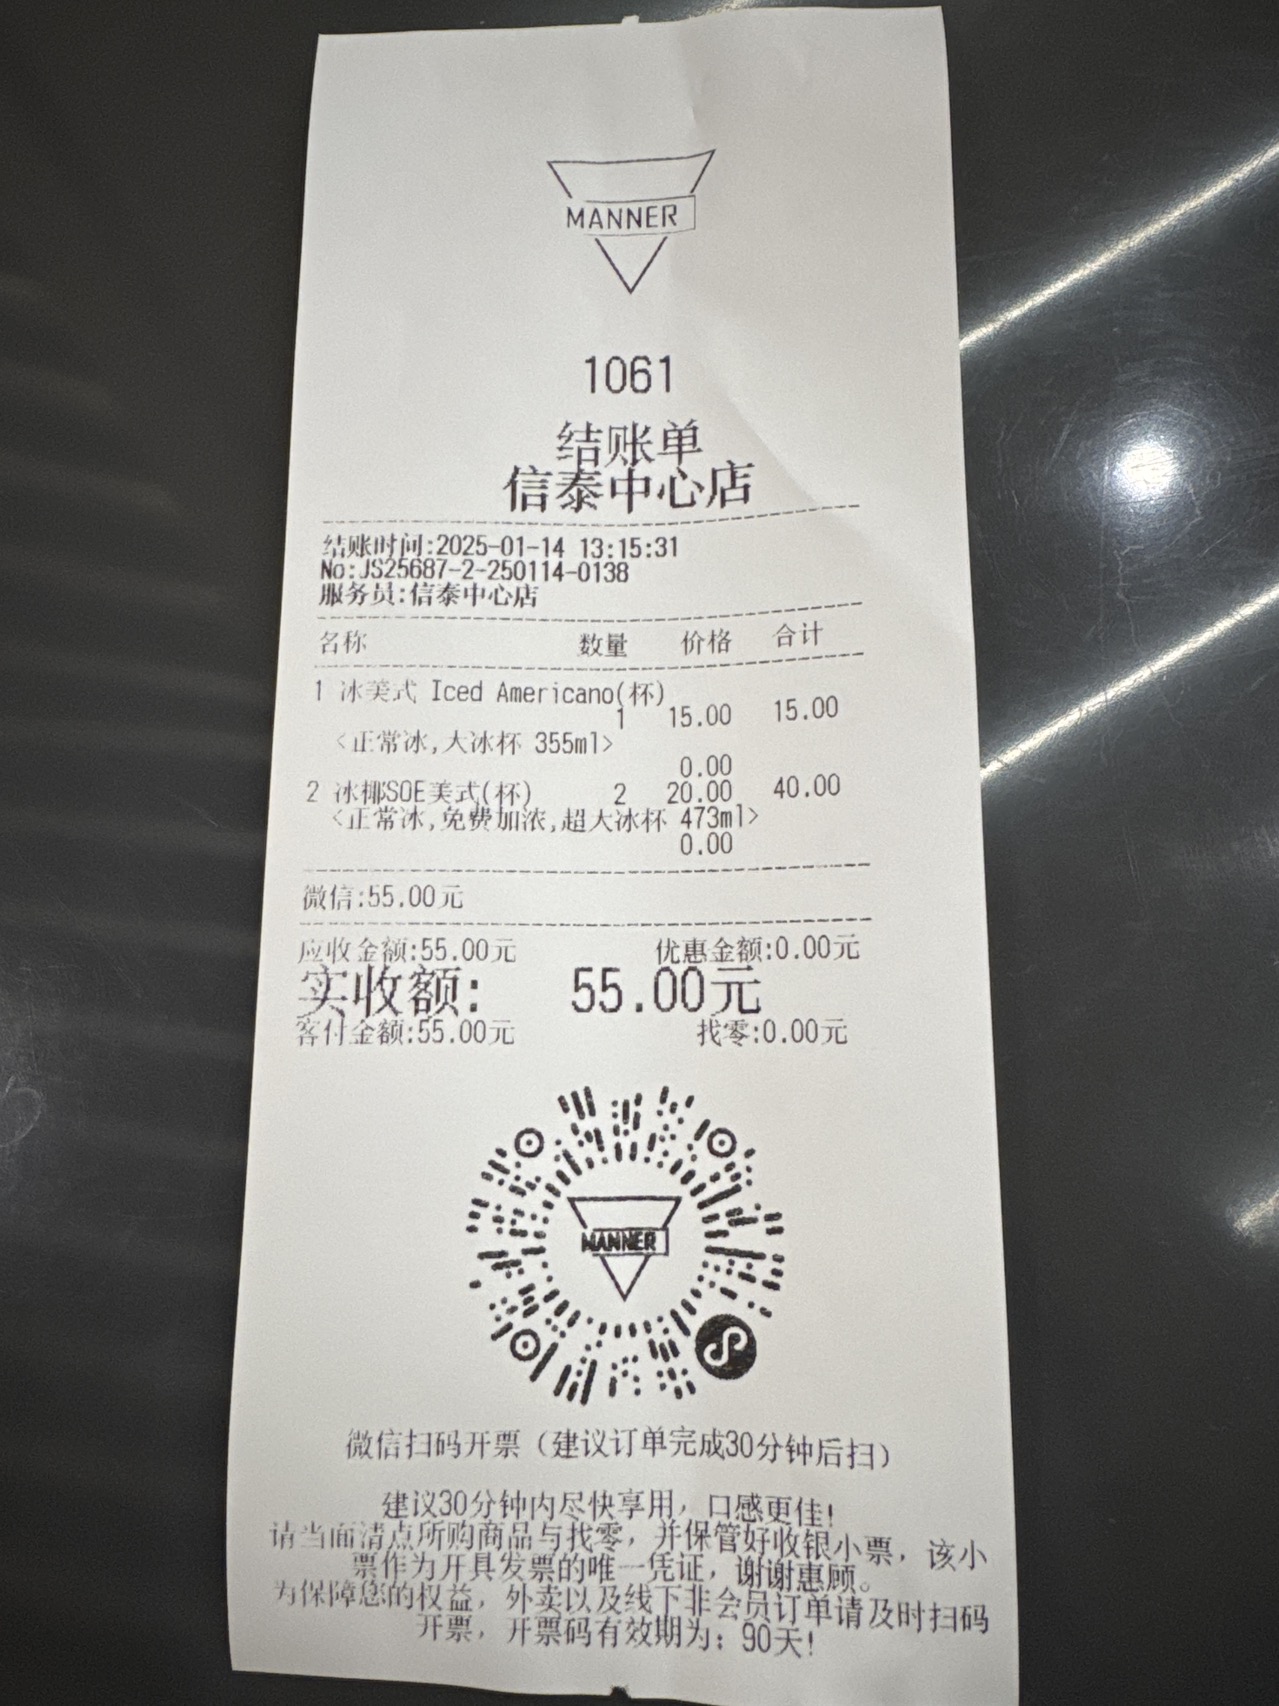 MANNER
1061
结账单
信泰中心店
结账时间:2025-01-14 13:15:31
No:JS25687-2-250114-0138
服务员:信泰中心店
名称 数量 价格 合计
1 冰美式 Iced Americano(杯)
1 15.00 15.00
<正常冰,大冰杯 355ml>
0.00
2 冰椰SOE美式(杯) 2 20.00 40.00
<正常冰,免费加浓,超大冰杯 473ml>
0.00
微信:55.00元
应收金额:55.00元 优惠金额:0.00元
实收额: 55.00元
客付金额:55.00元 找零:0.00元
MANNER
微信扫码开票（建议订单完成30分钟后扫）
建议30分钟内尽快享用，口感更佳!
请当面清点所购商品与找零，并保管好收银小票，该小
票作为开具发票的唯一凭证，谢谢惠顾。
为保障您的权益，外卖以及线下非会员订单请及时扫码
开票，开票码有效期为：90天!